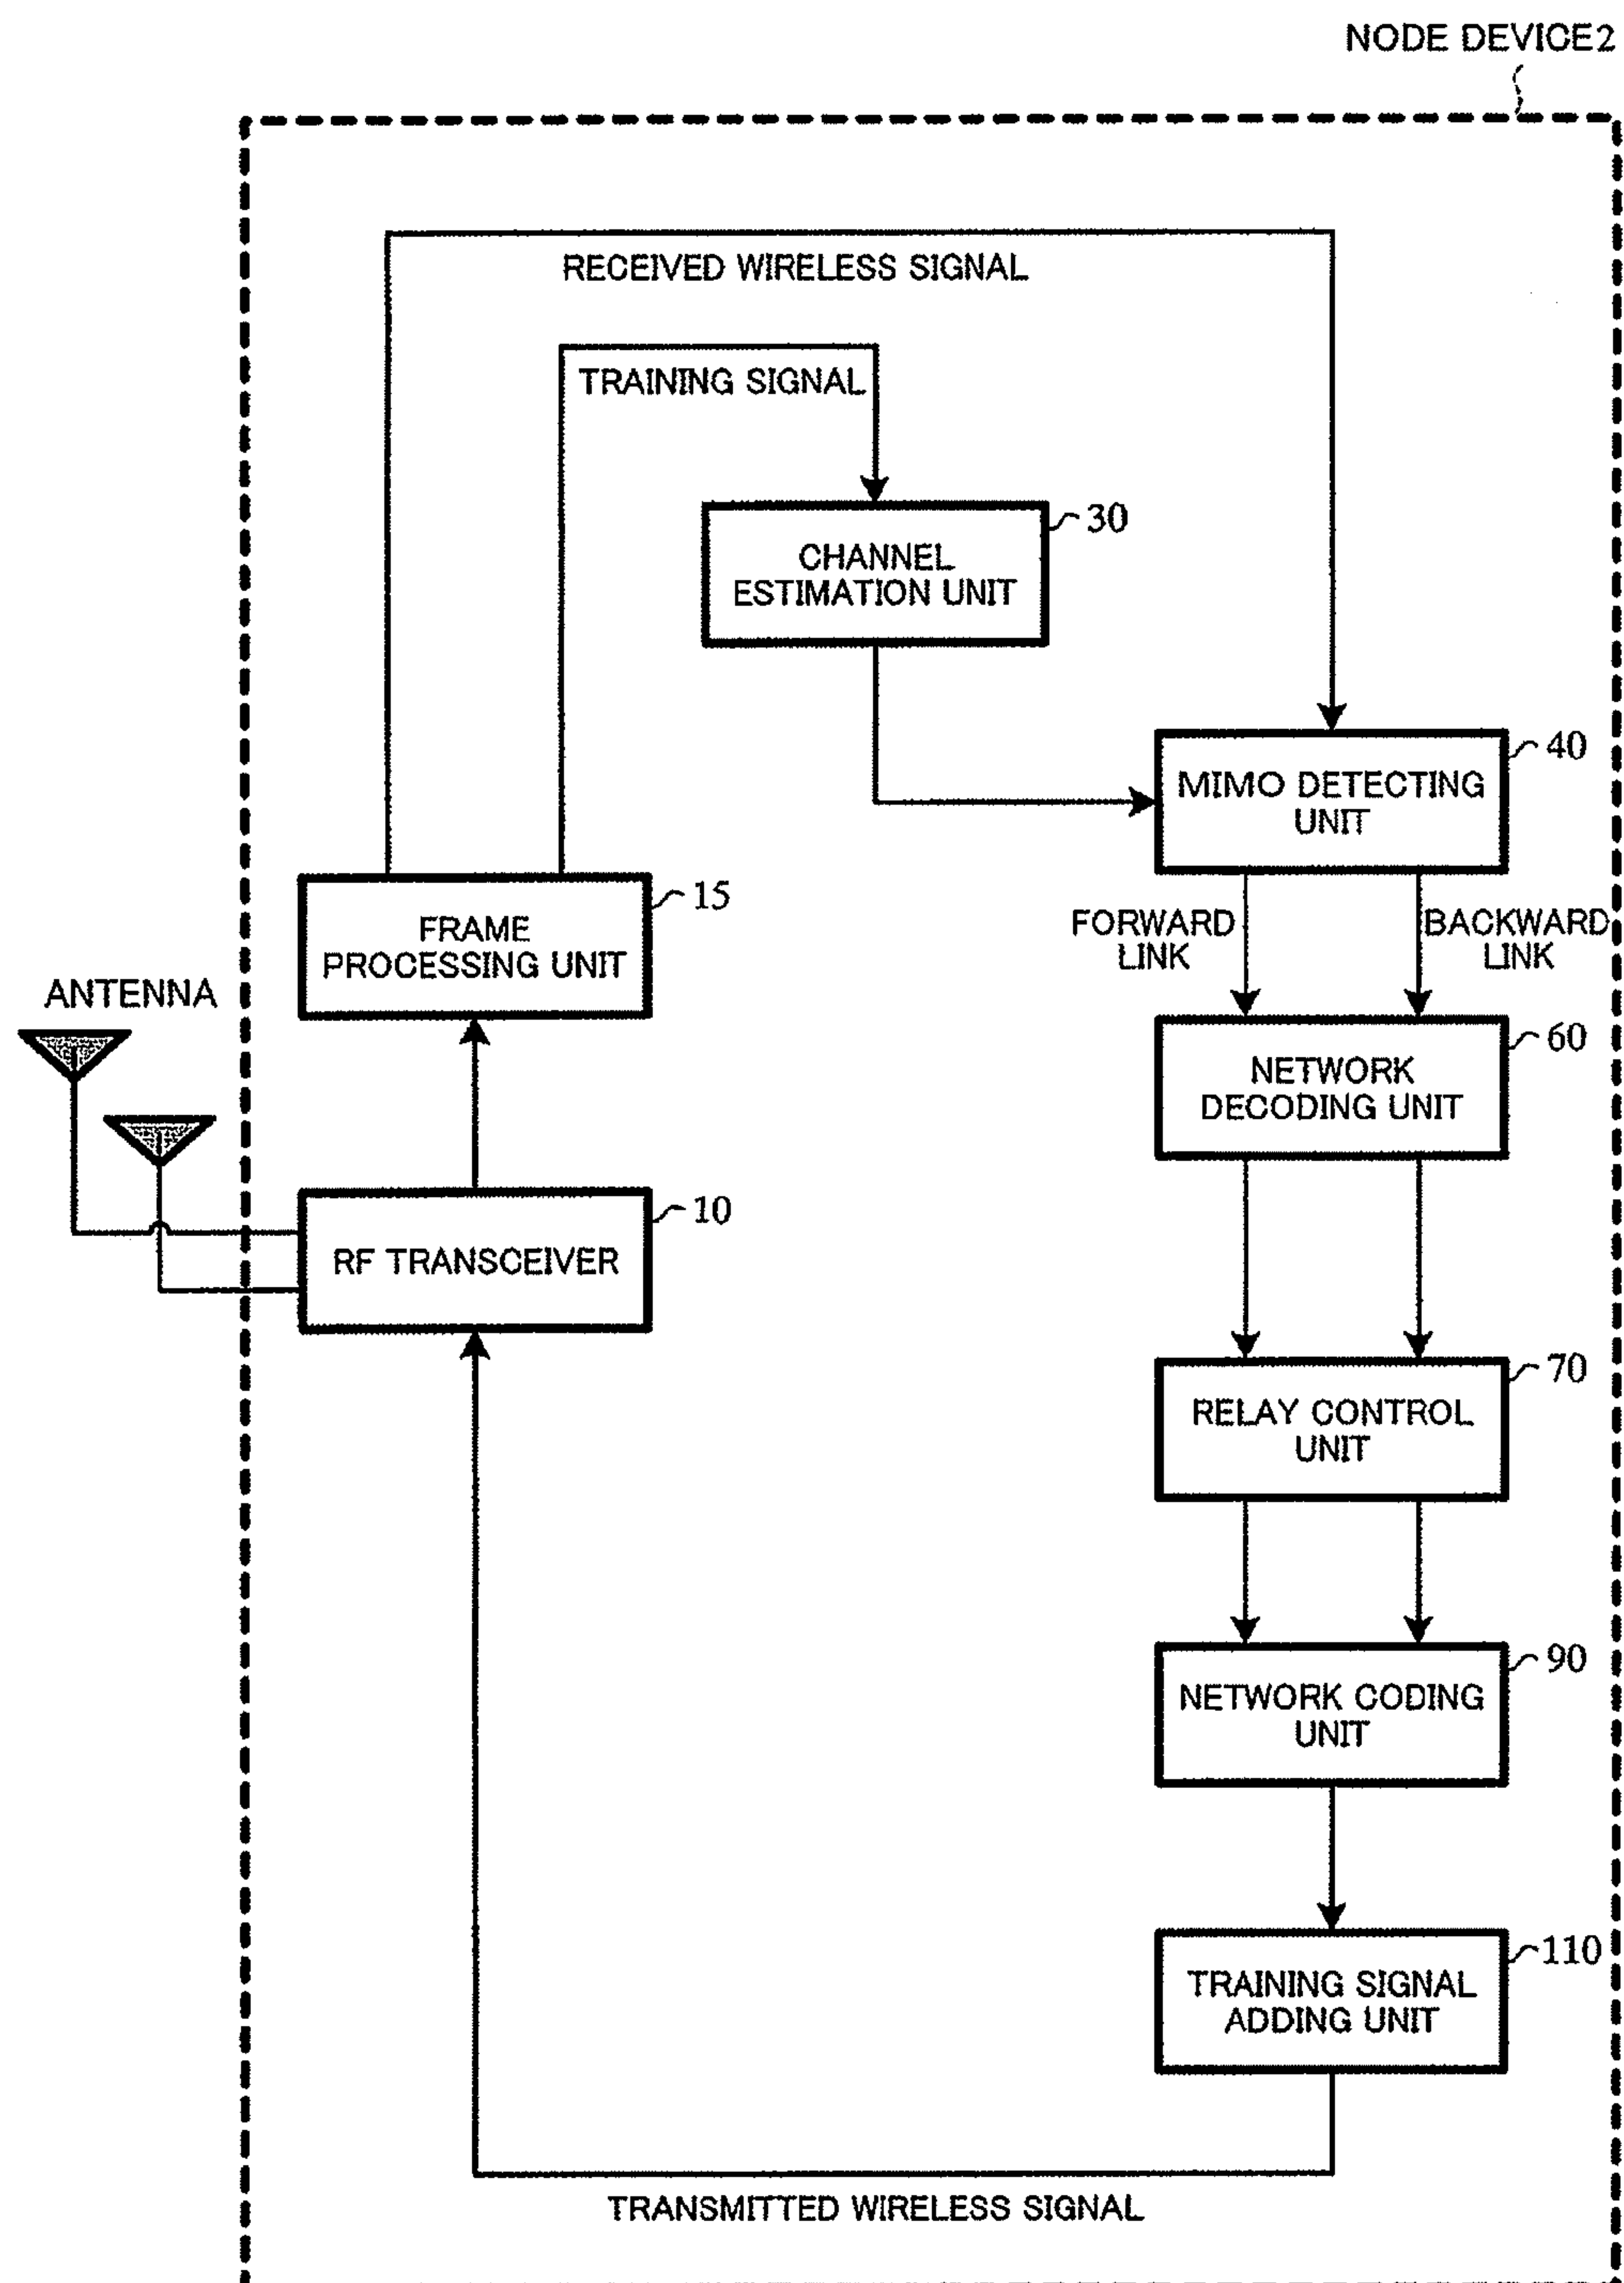 NODE DEVICE2
RECEIVED WIRELESS SIGNAL
TRAINING SIGNAL
30
CHANNEL
ESTIMATION UNIT
40
MIMO DETECTING
UNIT
15
FRAME
PROCESSING UNIT
FORWARD
LINK
BACKWARD
LINK
ANTENNA
60
NETWORK
DECODING UNIT
10
RF TRANSCEIVER
70
RELAY CONTROL
UNIT
90
NETWORK CODING
UNIT
110
TRAINING SIGNAL
ADDING UNIT
TRANSMITTED WIRELESS SIGNAL